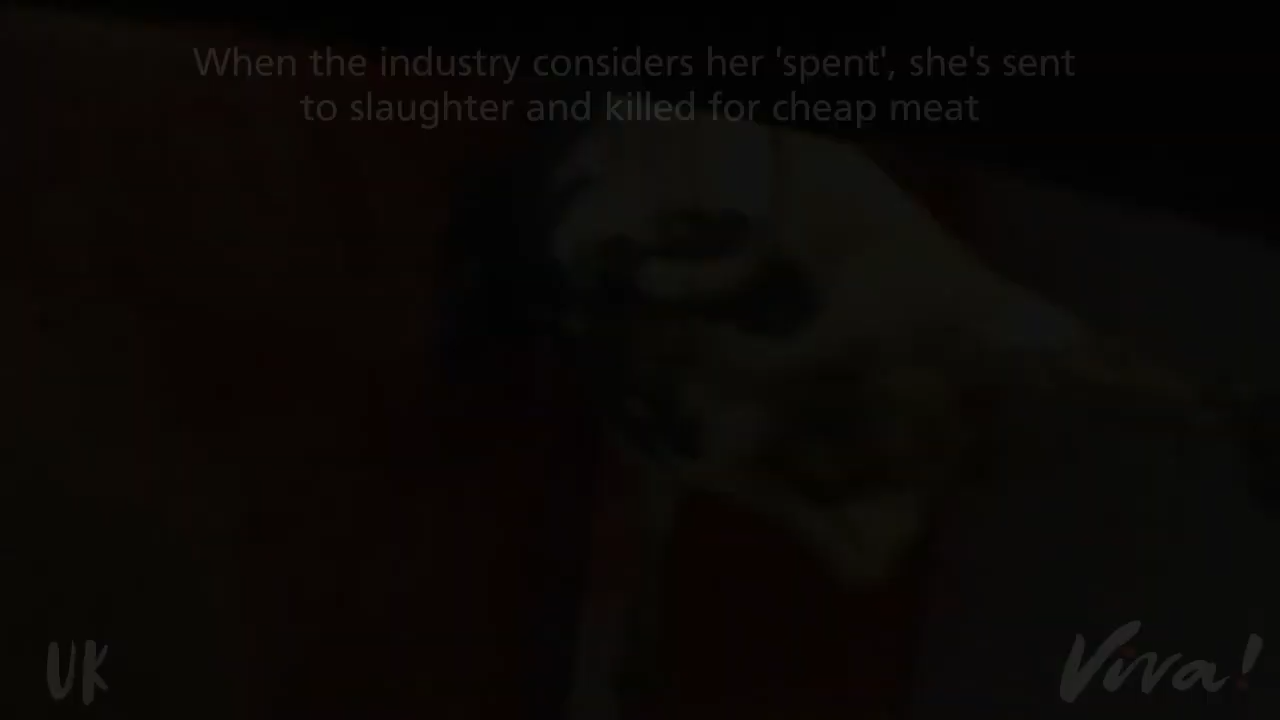 When the industry considers her 'spent', she's sent
to slaughter and killed for cheap meat
UK
Viva!